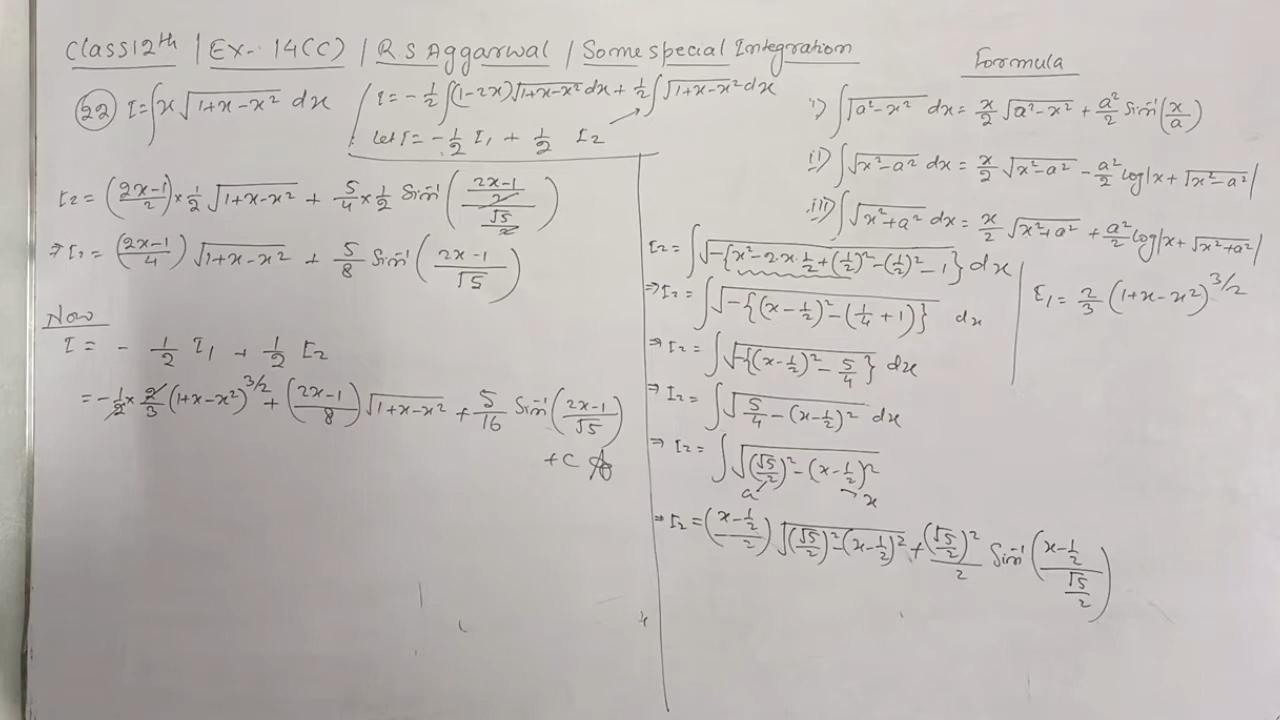 Class 12th / Ex- 14(C) / R.S Aggarwal / Some special Integration
(22) I = ∫x√(1+x-x²) dx
I = -1/2 ∫(1-2x)√(1+x-x²) dx + 1/2 ∫√(1+x-x²) dx
let I = -1/2 I₁ + 1/2 I₂
I₂ = ((2x-1)/2) × 1/2 √(1+x-x²) + 5/4 × 1/2 Sin⁻¹(((2x-1)/2)/(√5/2))
⇒ I₂ = ((2x-1)/4) √(1+x-x²) + 5/8 Sin⁻¹((2x-1)/√5)
Now
I = - 1/2 I₁ + 1/2 I₂
= -1/2 × 2/3 (1+x-x²)^3/2 + ((2x-1)/8) √(1+x-x²) + 5/16 Sin⁻¹((2x-1)/√5)
+C
Formula
i) ∫√(a²-x²) dx = x/2 √(a²-x²) + a²/2 Sin⁻¹(x/a)
ii) ∫√(x²-a²) dx = x/2 √(x²-a²) - a²/2 log|x + √(x²-a²)|
iii) ∫√(x²+a²) dx = x/2 √(x²+a²) + a²/2 log|x + √(x²+a²)|
I₂ = ∫√(-{x²-2.x.1/2+(1/2)²-(1/2)²-1}) dx
⇒ I₂ = ∫√(-{(x-1/2)²-(1/4+1)}) dx
⇒ I₂ = ∫√(-{(x-1/2)²-5/4}) dx
⇒ I₂ = ∫√(5/4-(x-1/2)²) dx
⇒ I₂ = ∫√((√5/2)²-(x-1/2)²)
a x
⇒ I₂ = ((x-1/2)/2) √((√5/2)²-(x-1/2)²) + (√5/2)²/2 Sin⁻¹((x-1/2)/(√5/2))
I₁ = 2/3 (1+x-x²)^3/2